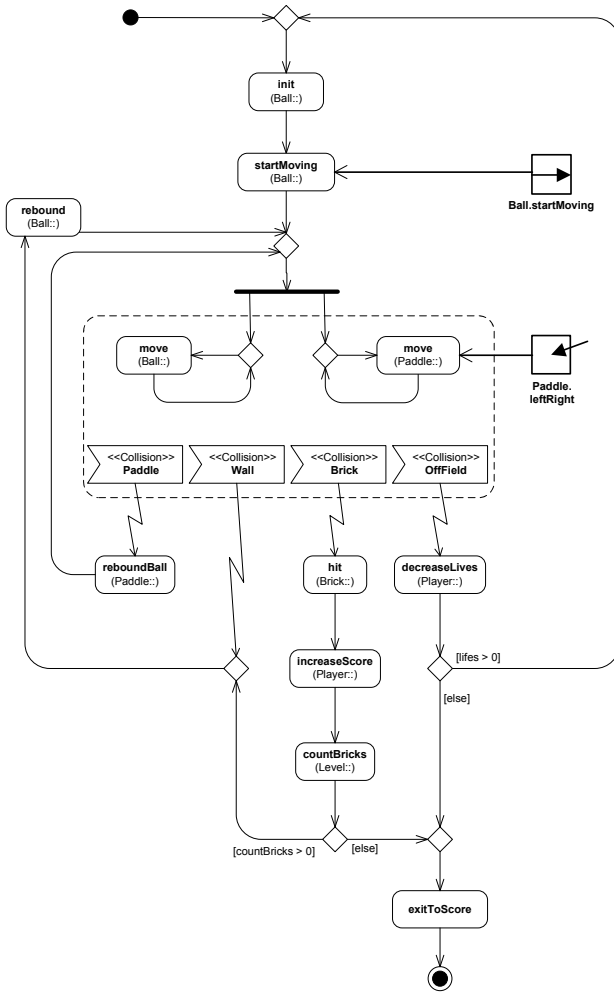 init
(Ball::)
startMoving
(Ball::)
Ball.startMoving
rebound
(Ball::)
move
(Ball::)
move
(Paddle::)
Paddle.
leftRight
<<Collision>>
Paddle
<<Collision>>
Wall
<<Collision>>
Brick
<<Collision>>
OffField
reboundBall
(Paddle::)
hit
(Brick::)
decreaseLives
(Player::)
increaseScore
(Player::)
[lifes > 0]
[else]
countBricks
(Level::)
[countBricks > 0]
[else]
exitToScore